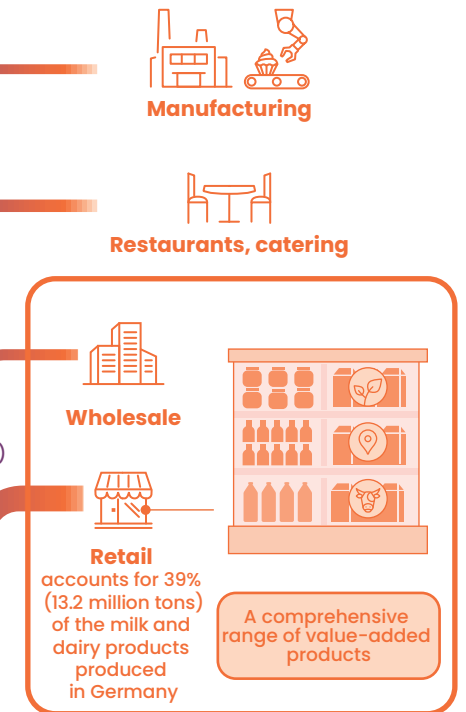 Manufacturing
Restaurants, catering
Wholesale
)
Retail
accounts for 39%
(13.2 million tons)
of the milk and
dairy products
produced
in Germany
A comprehensive
range of value-added
products